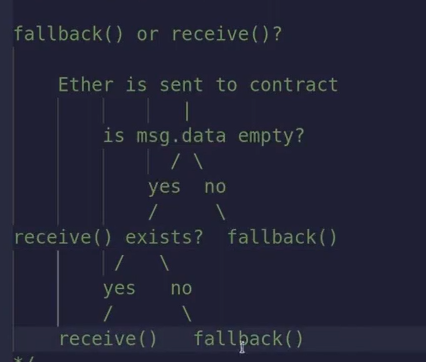 fallback() or receive()?
Ether is sent to contract
|
is msg.data empty?
/ \
yes no
/ \
receive() exists? fallback()
/ \
yes no
/ \
receive() fallback()
*/